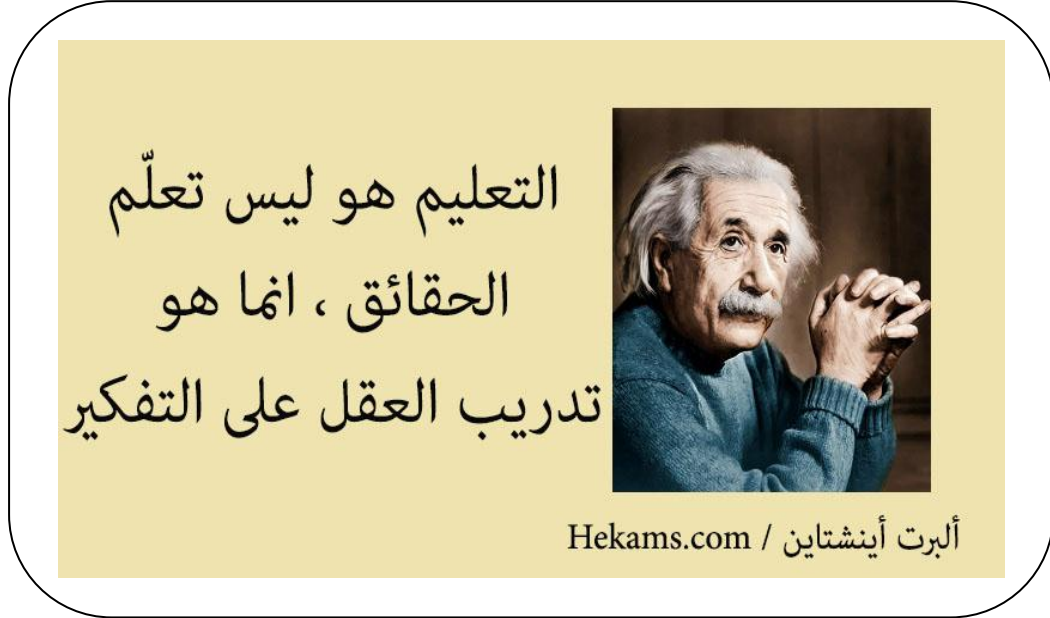 التعليم هو ليس تعلّم
الحقائق ، انما هو
تدريب العقل على التفكير
ألبرت أينشتاين / Hekams.com